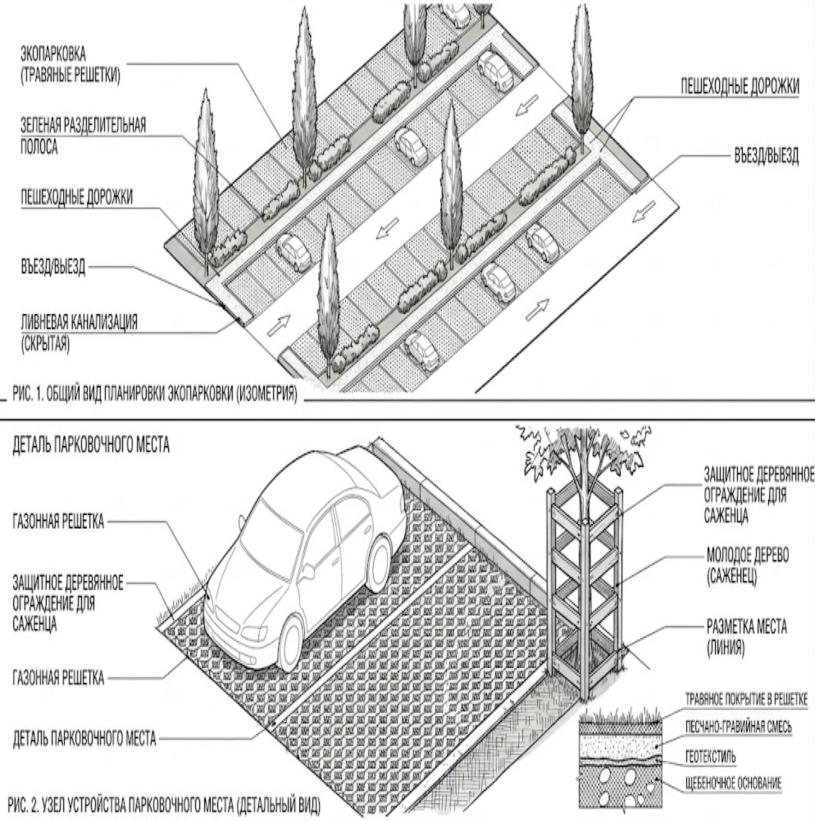 ЭКОПАРКОВКА
(ТРАВЯНЫЕ РЕШЕТКИ)
ЗЕЛЕНАЯ РАЗДЕЛИТЕЛЬНАЯ
ПОЛОСА
ПЕШЕХОДНЫЕ ДОРОЖКИ
ВЪЕЗД/ВЫЕЗД
ЛИВНЕВАЯ КАНАЛИЗАЦИЯ
(СКРЫТАЯ)
ПЕШЕХОДНЫЕ ДОРОЖКИ
ВЪЕЗД/ВЫЕЗД
РИС. 1. ОБЩИЙ ВИД ПЛАНИРОВКИ ЭКОПАРКОВКИ (ИЗОМЕТРИЯ)
ДЕТАЛЬ ПАРКОВОЧНОГО МЕСТА
ГАЗОННАЯ РЕШЕТКА
ЗАЩИТНОЕ ДЕРЕВЯННОЕ
ОГРАЖДЕНИЕ ДЛЯ
САЖЕНЦА
ГАЗОННАЯ РЕШЕТКА
ДЕТАЛЬ ПАРКОВОЧНОГО МЕСТА
ЗАЩИТНОЕ ДЕРЕВЯННОЕ
ОГРАЖДЕНИЕ ДЛЯ
САЖЕНЦА
МОЛОДОЕ ДЕРЕВО
(САЖЕНЕЦ)
РАЗМЕТКА МЕСТА
(ЛИНИЯ)
ТРАВЯНОЕ ПОКРЫТИЕ В РЕШЕТКЕ
ПЕСЧАНО-ГРАВИЙНАЯ СМЕСЬ
ГЕОТЕКСТИЛЬ
ЩЕБЕНОЧНОЕ ОСНОВАНИЕ
РИС. 2. УЗЕЛ УСТРОЙСТВА ПАРКОВОЧНОГО МЕСТА (ДЕТАЛЬНЫЙ ВИД)